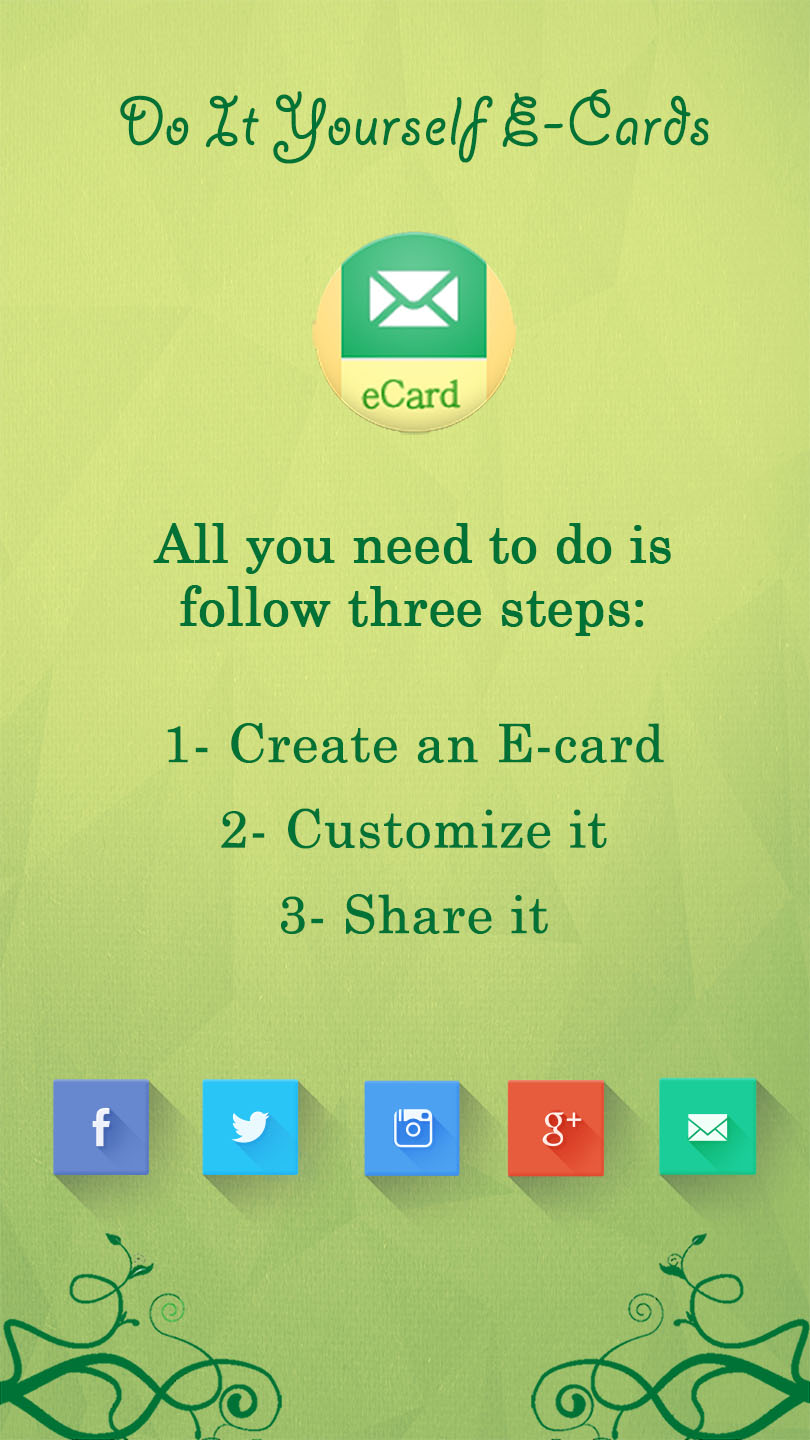 Do It Yourself E-Cards
eCard
All you need to do is
follow three steps:
1- Create an E-card
2- Customize it
3- Share it
f
g+